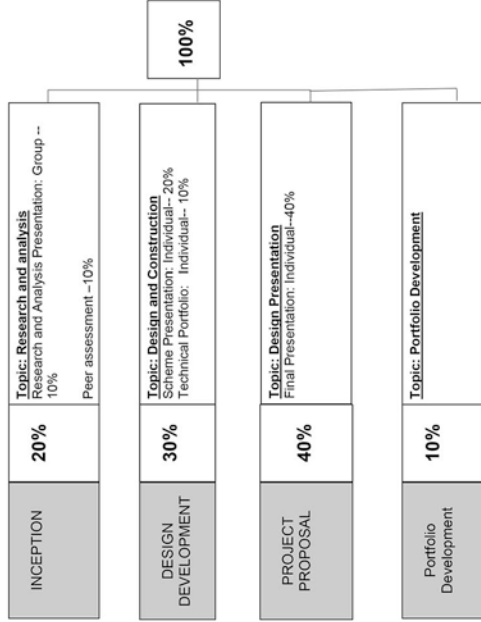 INCEPTION
20%
Topic: Research and analysis
Research and Analysis Presentation: Group --
10%
Peer assessment –10%
DESIGN
DEVELOPMENT
30%
Topic: Design and Construction
Scheme Presentation: Individual-- 20%
Technical Portfolio: Individual-- 10%
PROJECT
PROPOSAL
40%
Topic: Design Presentation
Final Presentation: Individual--40%
Portfolio
Development
10%
Topic: Portfolio Development
100%